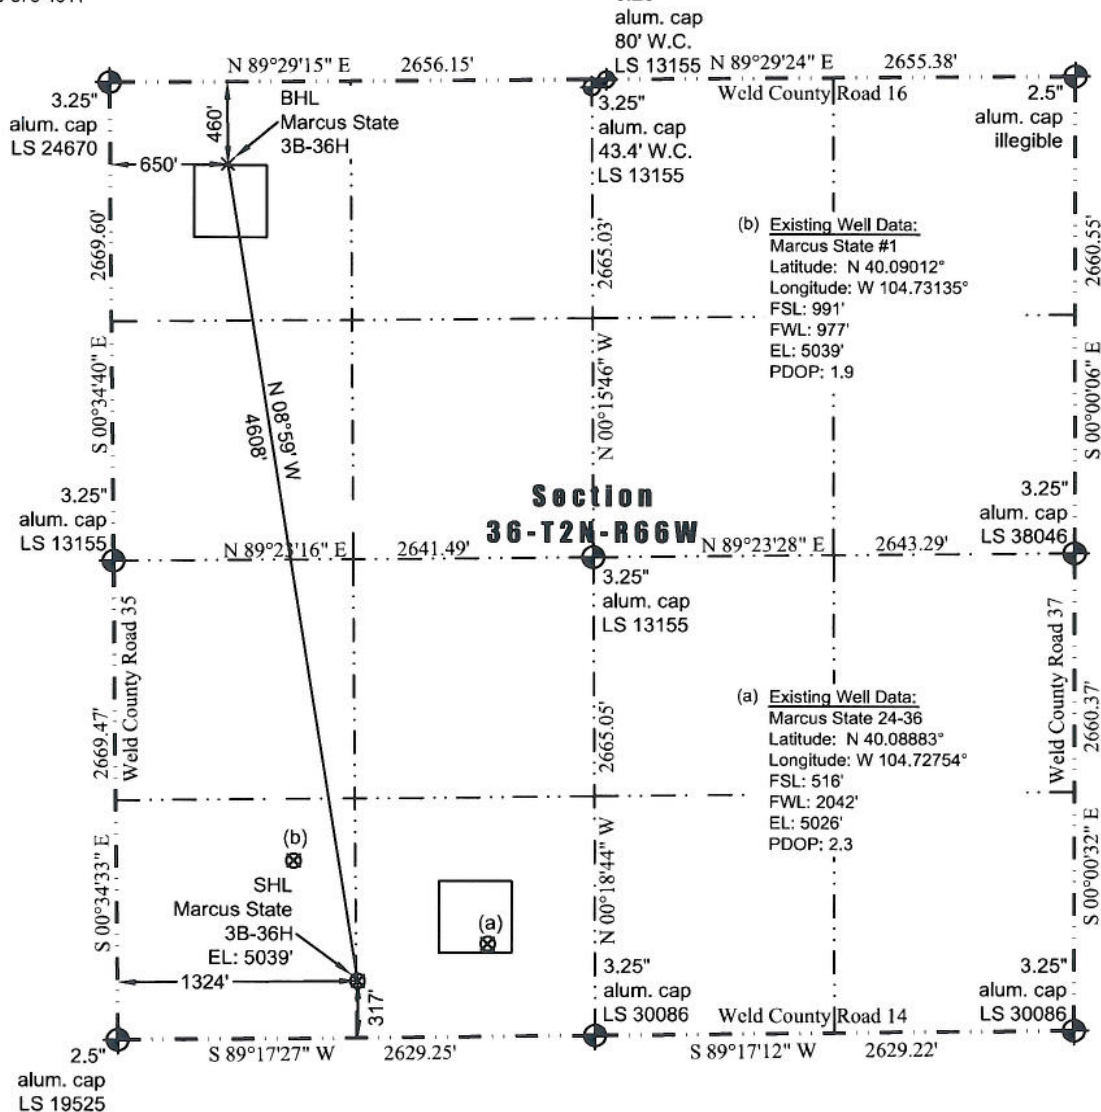 alum. cap
80' W.C.
LS 13155
N 89°29'15" E 2656.15'
N 89°29'24" E 2655.38'
Weld County Road 16
3.25"
alum. cap
LS 24670
460'
BHL
Marcus State
3B-36H
650'
3.25"
alum. cap
43.4' W.C.
LS 13155
2.5"
alum. cap
illegible
2669.60'
2665.03'
2660.55'
(b) Existing Well Data:
Marcus State #1
Latitude: N 40.09012°
Longitude: W 104.73135°
FSL: 991'
FWL: 977'
EL: 5039'
PDOP: 1.9
S 00°34'40" E
N 08°59' W
4608'
N 00°15'46" W
S 00°00'06" E
Section
36-T2N-R66W
3.25"
alum. cap
LS 13155
3.25"
alum. cap
LS 38046
N 89°23'16" E 2641.49'
N 89°23'28" E 2643.29'
3.25"
alum. cap
LS 13155
Weld County Road 35
Weld County Road 37
2669.47'
2665.05'
2660.37'
(a) Existing Well Data:
Marcus State 24-36
Latitude: N 40.08883°
Longitude: W 104.72754°
FSL: 516'
FWL: 2042'
EL: 5026'
PDOP: 2.3
S 00°34'33" E
N 00°18'44" W
S 00°00'32" E
(b)
SHL
Marcus State
3B-36H
EL: 5039'
(a)
1324'
317'
3.25"
alum. cap
LS 30086
3.25"
alum. cap
LS 30086
Weld County Road 14
S 89°17'27" W 2629.25'
S 89°17'12" W 2629.22'
2.5"
alum. cap
LS 19525